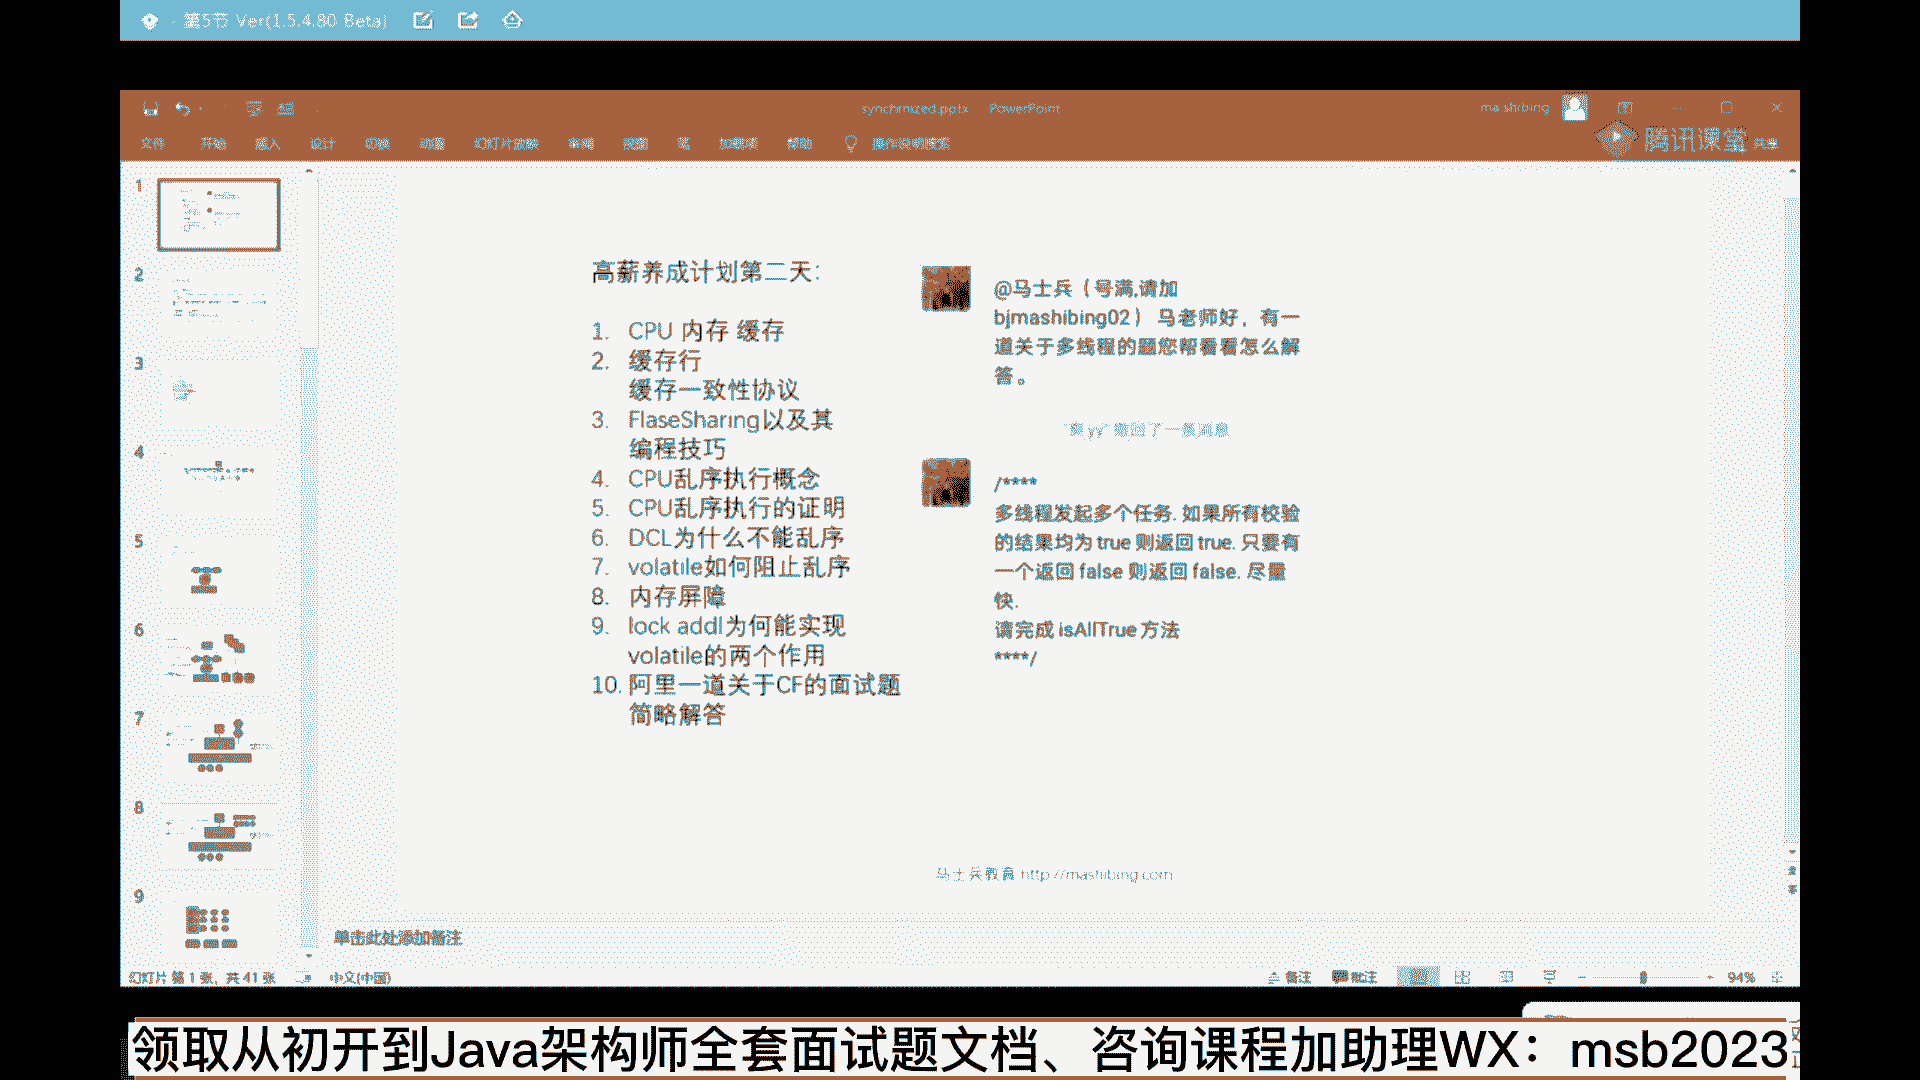 第5节 Ver(1.5.4.80 Beta)
synchrnized.pptx PowerPoint
ma shibing
文件 开始 插入 设计 切换 动画 幻灯片放映 审阅 视图 笔 加载项 帮助 操作说明搜索
腾讯课堂 共享
1
2
3
4
5
6
7
8
9
高薪养成计划第二天：
1. CPU 内存 缓存
2. 缓存行
缓存一致性协议
3. FlaseSharing以及其
编程技巧
4. CPU乱序执行概念
5. CPU乱序执行的证明
6. DCL为什么不能乱序
7. volatile如何阻止乱序
8. 内存屏障
9. lock addl为何能实现
volatile的两个作用
10. 阿里一道关于CF的面试题
简略解答
@马士兵（号满,请加
bjmashibing02） 马老师好，有一
道关于多线程的题您帮看看怎么解
答。
yy" 撤回了一条消息
/****
多线程发起多个任务. 如果所有校验
的结果均为 true 则返回 true. 只要有
一个返回 false 则返回 false. 尽量
快.
请完成 isAllTrue 方法
****/
马士兵教育 http://mashibing.com
单击此处添加备注
幻灯片 第 1 张，共 41 张 中文(中国)
备注 批注 94%
领取从初开到Java架构师全套面试题文档、咨询课程加助理WX：msb2023